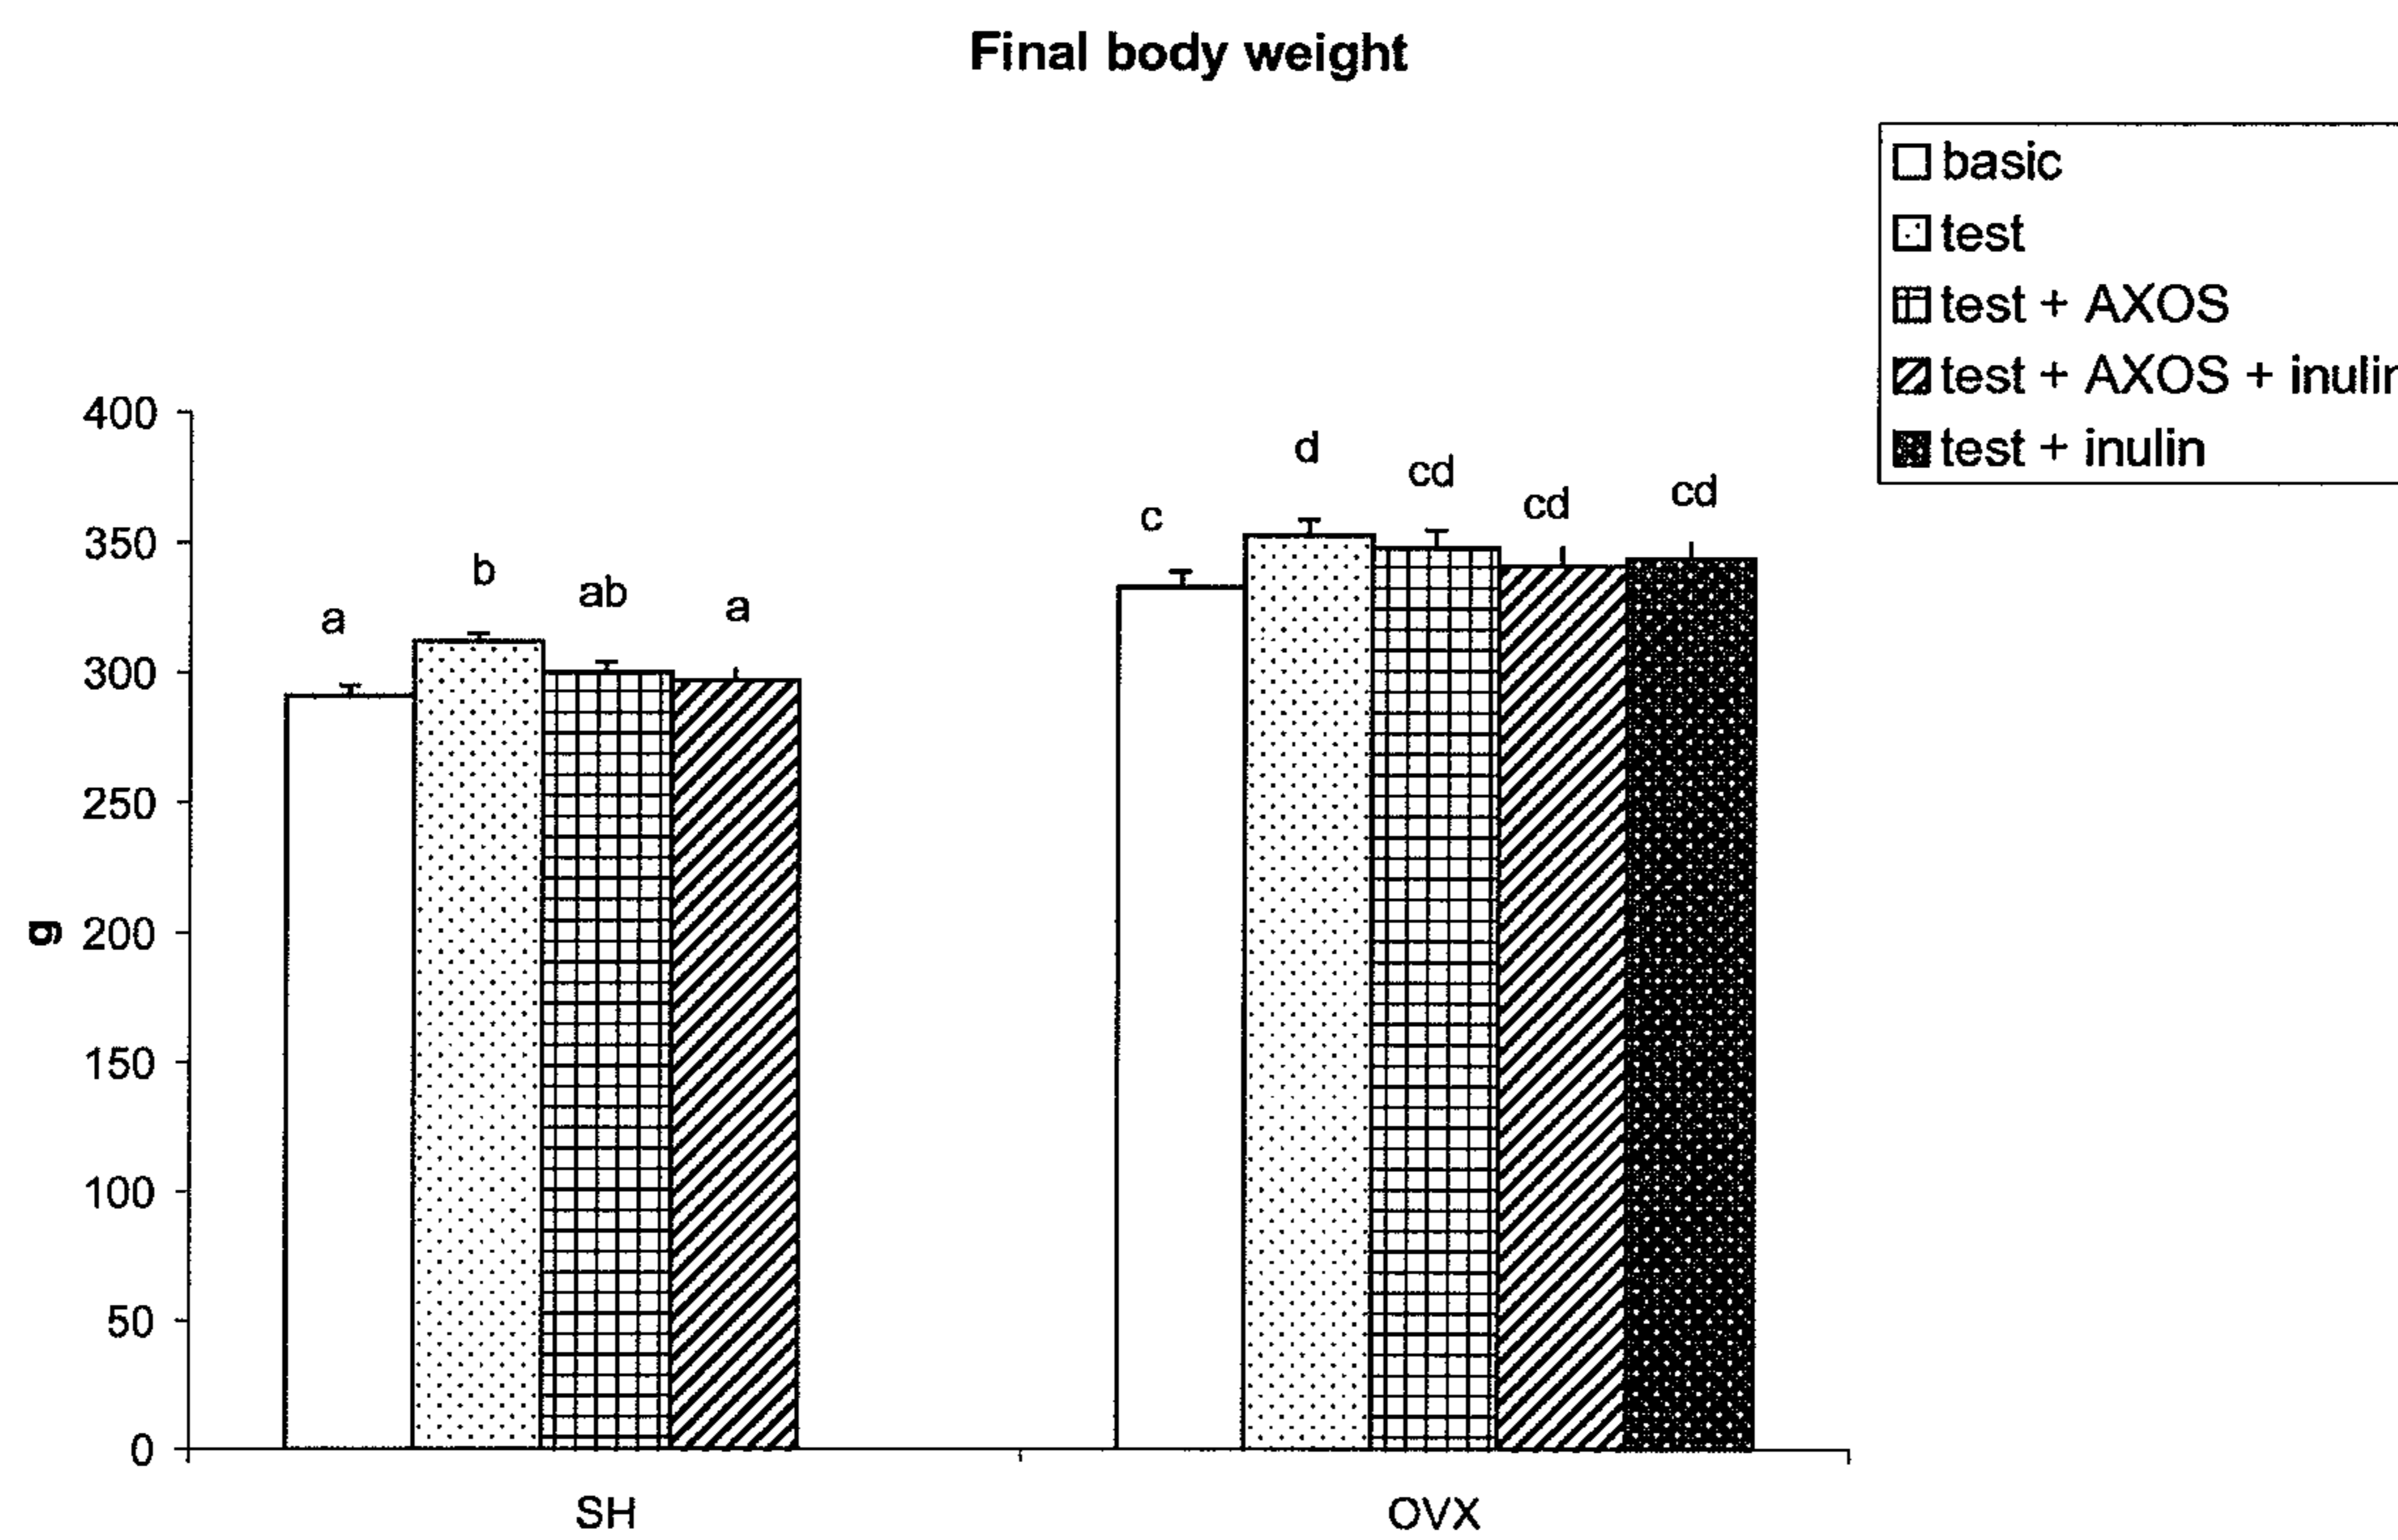 Final body weight
basic
test
test + AXOS
test + AXOS + inulin
test + inulin
400
350
300
250
200
150
100
50
0
g
a
b
ab
a
c
d
cd
cd
cd
SH
OVX